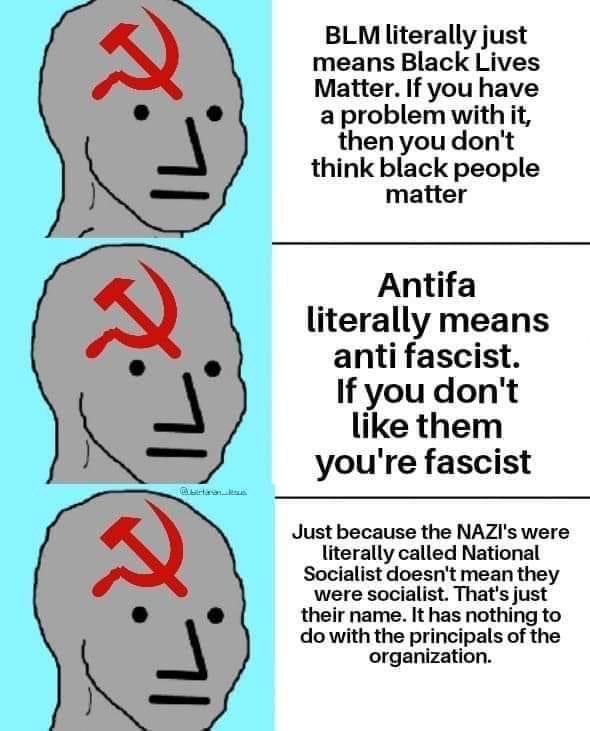 BLM literally just
means Black Lives
Matter. If you have
a problem with it,
then you don't
think black people
matter
Antifa
literally means
anti fascist.
If you don't
like them
you're fascist
Just because the NAZI's were
literally called National
Socialist doesn't mean they
were socialist. That's just
their name. It has nothing to
do with the principals of the
organization.